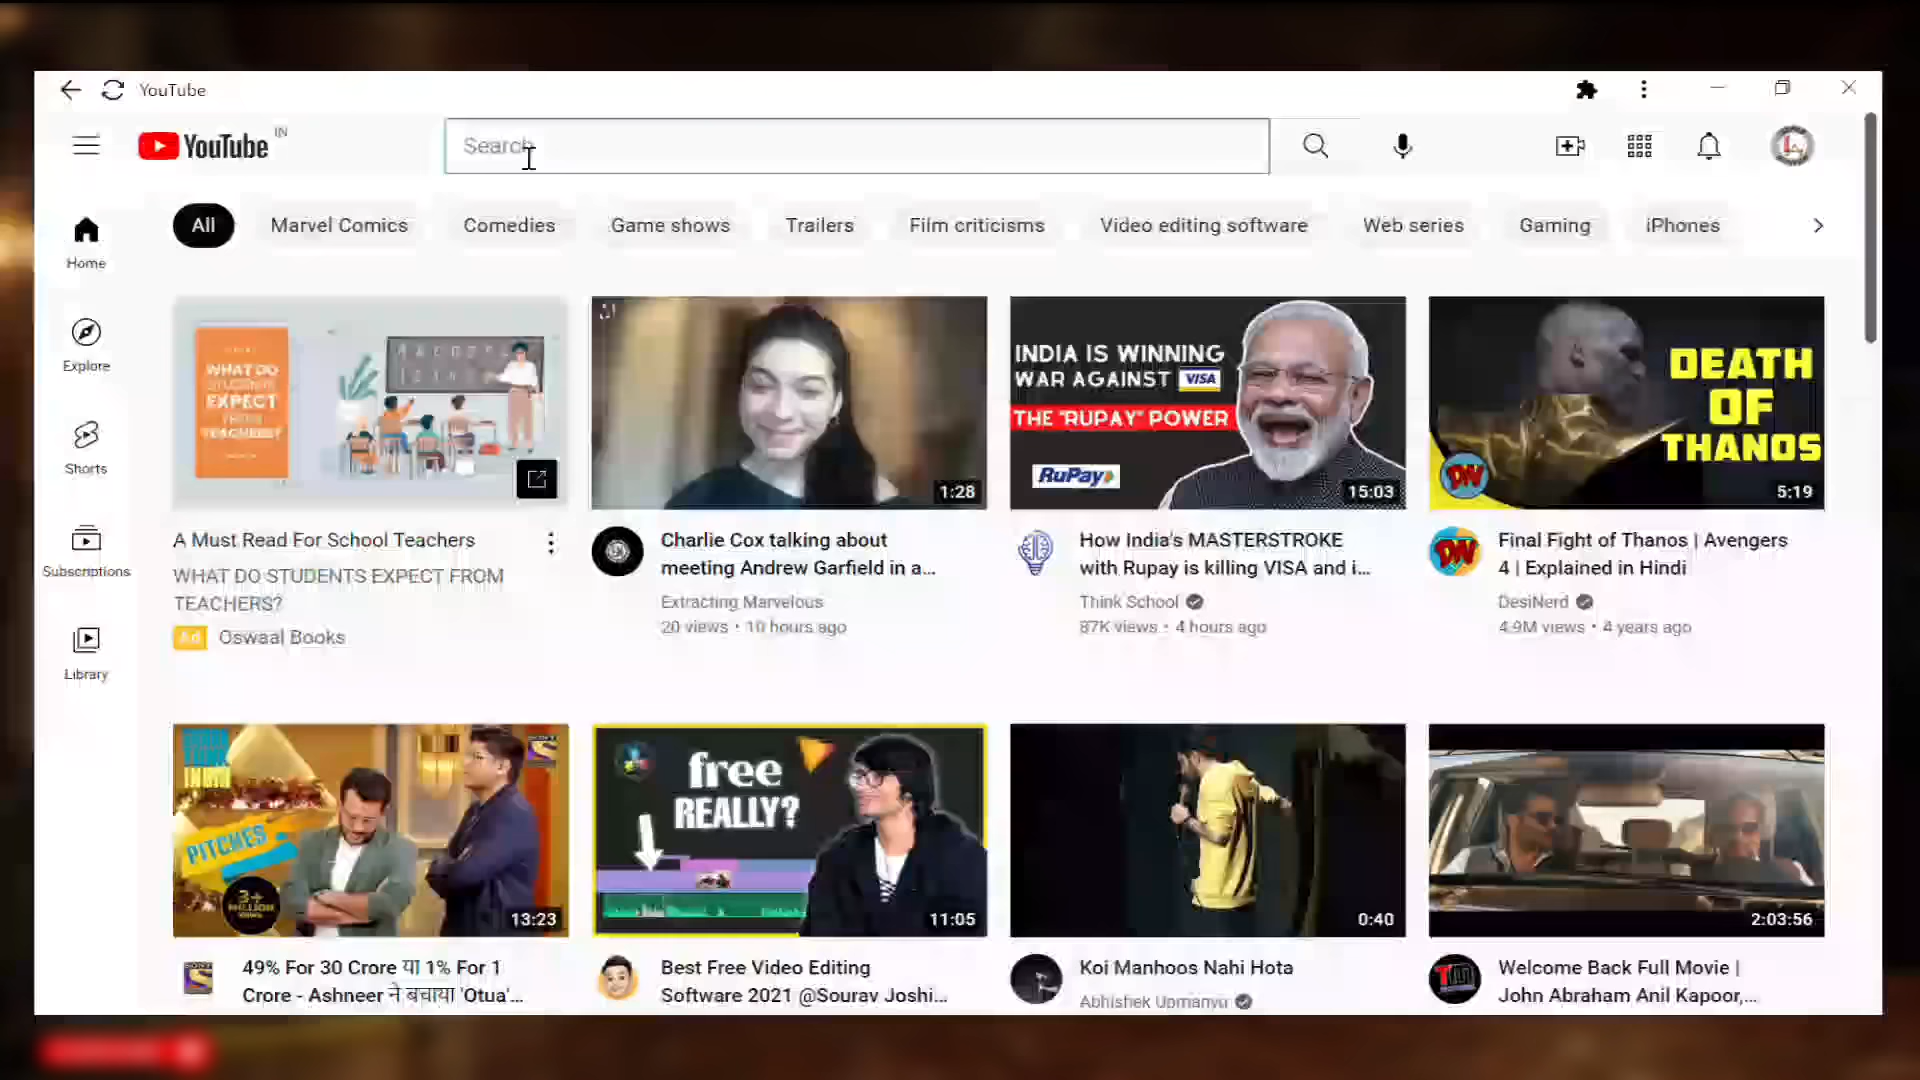 YouTube
YouTube IN
Search
All
Marvel Comics
Comedies
Game shows
Trailers
Film criticisms
Video editing software
Web series
Gaming
iPhones
Home
Explore
Shorts
Subscriptions
Library
WHAT DO
STUDENTS
EXPECT
FROM
TEACHERS?
A Must Read For School Teachers
WHAT DO STUDENTS EXPECT FROM
TEACHERS?
Ad Oswaal Books
1:28
Charlie Cox talking about
meeting Andrew Garfield in a...
Extracting Marvelous
20 views • 10 hours ago
INDIA IS WINNING
WAR AGAINST VISA
THE "RUPAY" POWER
RuPay
15:03
How India's MASTERSTROKE
with Rupay is killing VISA and i...
Think School
87K views • 4 hours ago
DEATH
OF
THANOS
DN
5:19
DN
Final Fight of Thanos | Avengers
4 | Explained in Hindi
DesiNerd
4.9M views • 4 years ago
PITCHES
3+
MILLION
VIEWS
13:23
49% For 30 Crore या 1% For 1
Crore - Ashneer ने बचाया 'Otua'...
free
REALLY?
11:05
Best Free Video Editing
Software 2021 @Sourav Joshi...
0:40
Koi Manhoos Nahi Hota
Abhishek Upmanyu
2:03:56
Welcome Back Full Movie |
John Abraham Anil Kapoor,...